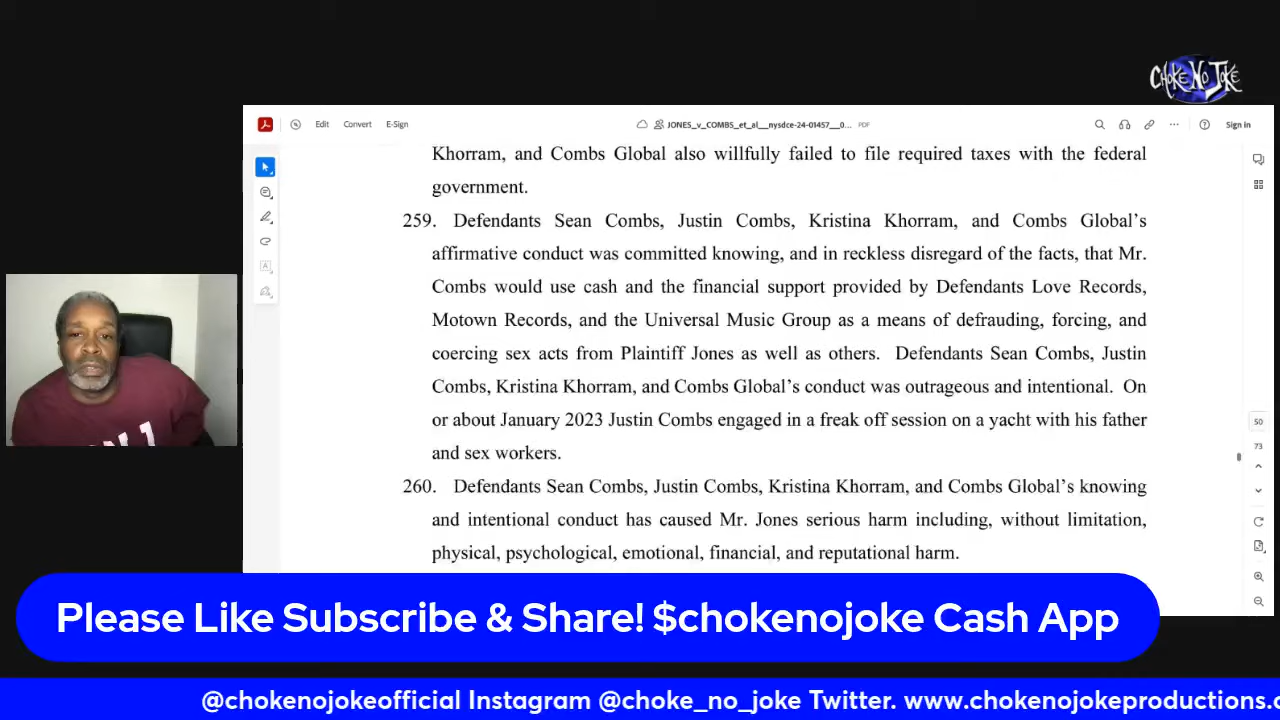 CHOKE NO JOKE
Edit Convert E-Sign JONES_v_COMBS_et_al__nysdce-24-01457__0... PDF Sign in
Khorram, and Combs Global also willfully failed to file required taxes with the federal
government.
259. Defendants Sean Combs, Justin Combs, Kristina Khorram, and Combs Global's
affirmative conduct was committed knowing, and in reckless disregard of the facts, that Mr.
Combs would use cash and the financial support provided by Defendants Love Records,
Motown Records, and the Universal Music Group as a means of defrauding, forcing, and
coercing sex acts from Plaintiff Jones as well as others. Defendants Sean Combs, Justin
Combs, Kristina Khorram, and Combs Global's conduct was outrageous and intentional. On
or about January 2023 Justin Combs engaged in a freak off session on a yacht with his father
and sex workers.
260. Defendants Sean Combs, Justin Combs, Kristina Khorram, and Combs Global's knowing
and intentional conduct has caused Mr. Jones serious harm including, without limitation,
physical, psychological, emotional, financial, and reputational harm.
50
73
Please Like Subscribe & Share! $chokenojoke Cash App
@chokenojokeofficial Instagram @choke_no_joke Twitter. www.chokenojokeproductions.c